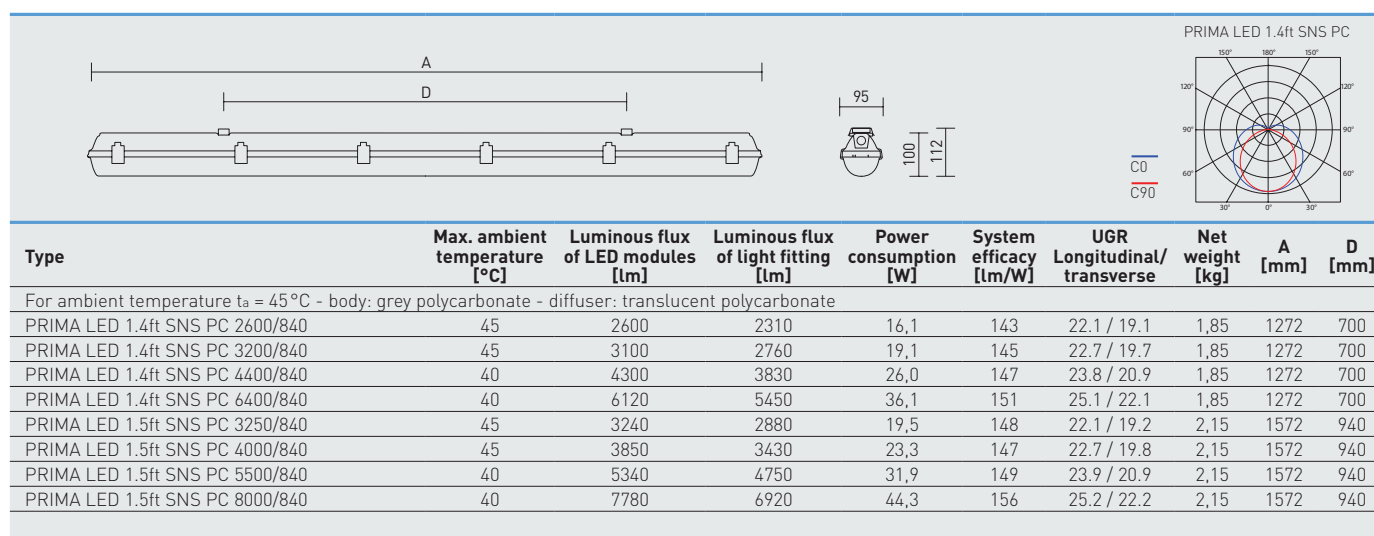 PRIMA LED 1.4ft SNS PC
150° 180° 150°
A
D
95
120° 120°
90° 90°
100
112
C0
C90
60° 60°
30° 0° 30°
Type Max. ambient temperature [°C] Luminous flux of LED modules [lm] Luminous flux of light fitting [lm] Power consumption [W] System efficacy [lm/W] UGR Longitudinal/ transverse Net weight [kg] A [mm] D [mm]
For ambient temperature ta = 45°C - body: grey polycarbonate - diffuser: translucent polycarbonate
PRIMA LED 1.4ft SNS PC 2600/840 45 2600 2310 16,1 143 22.1 / 19.1 1,85 1272 700
PRIMA LED 1.4ft SNS PC 3200/840 45 3100 2760 19,1 145 22.7 / 19.7 1,85 1272 700
PRIMA LED 1.4ft SNS PC 4400/840 40 4300 3830 26,0 147 23.8 / 20.9 1,85 1272 700
PRIMA LED 1.4ft SNS PC 6400/840 40 6120 5450 36,1 151 25.1 / 22.1 1,85 1272 700
PRIMA LED 1.5ft SNS PC 3250/840 45 3240 2880 19,5 148 22.1 / 19.2 2,15 1572 940
PRIMA LED 1.5ft SNS PC 4000/840 45 3850 3430 23,3 147 22.7 / 19.8 2,15 1572 940
PRIMA LED 1.5ft SNS PC 5500/840 40 5340 4750 31,9 149 23.9 / 20.9 2,15 1572 940
PRIMA LED 1.5ft SNS PC 8000/840 40 7780 6920 44,3 156 25.2 / 22.2 2,15 1572 940